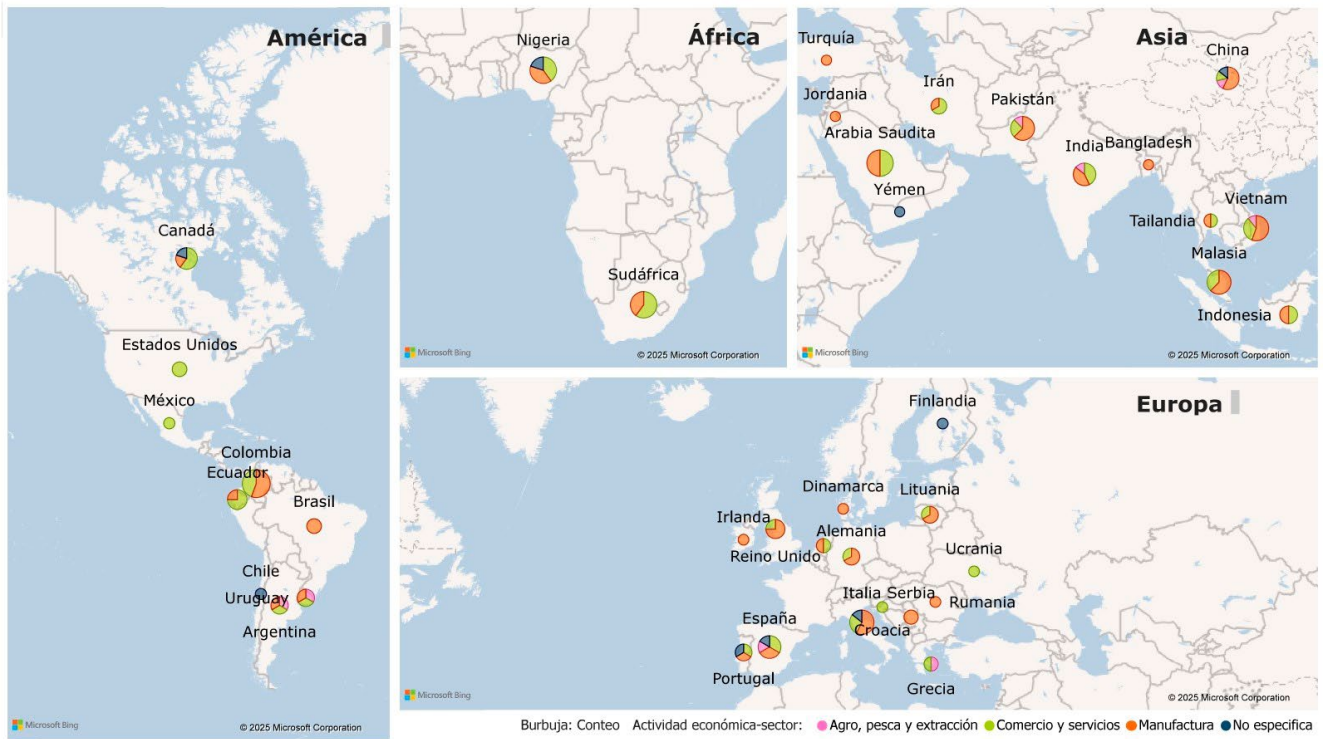 América
Canadá
Estados Unidos
México
Colombia
Ecuador
Brasil
Chile
Uruguay
Argentina
Microsoft Bing
© 2025 Microsoft Corporation
África
Nigeria
Sudáfrica
Microsoft Bing
© 2025 Microsoft Corporation
Asia
Turquía
China
Irán
Jordania
Pakistán
Arabia Saudita
India
Bangladesh
Yémen
Vietnam
Tailandia
Malasia
Indonesia
Microsoft Bing
© 2025 Microsoft Corporation
Europa
Finlandia
Dinamarca
Lituania
Irlanda
Alemania
Reino Unido
Ucrania
Italia
Serbia
Rumania
España
Croacia
Portugal
Grecia
Microsoft Bing
© 2025 Microsoft Corporation
Burbuja: Conteo Actividad económica-sector: Agro, pesca y extracción Comercio y servicios Manufactura No especifica